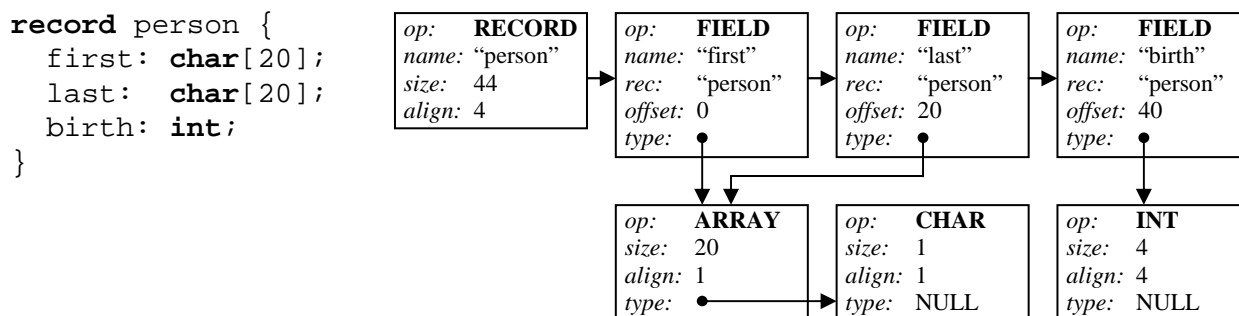 record person {
first: char[20];
last: char[20];
birth: int;
}
op: RECORD
name: “person”
size: 44
align: 4
op: FIELD
name: “first”
rec: “person”
offset: 0
type:
op: FIELD
name: “last”
rec: “person”
offset: 20
type:
op: FIELD
name: “birth”
rec: “person”
offset: 40
type:
op: ARRAY
size: 20
align: 1
type:
op: CHAR
size: 1
align: 1
type: NULL
op: INT
size: 4
align: 4
type: NULL